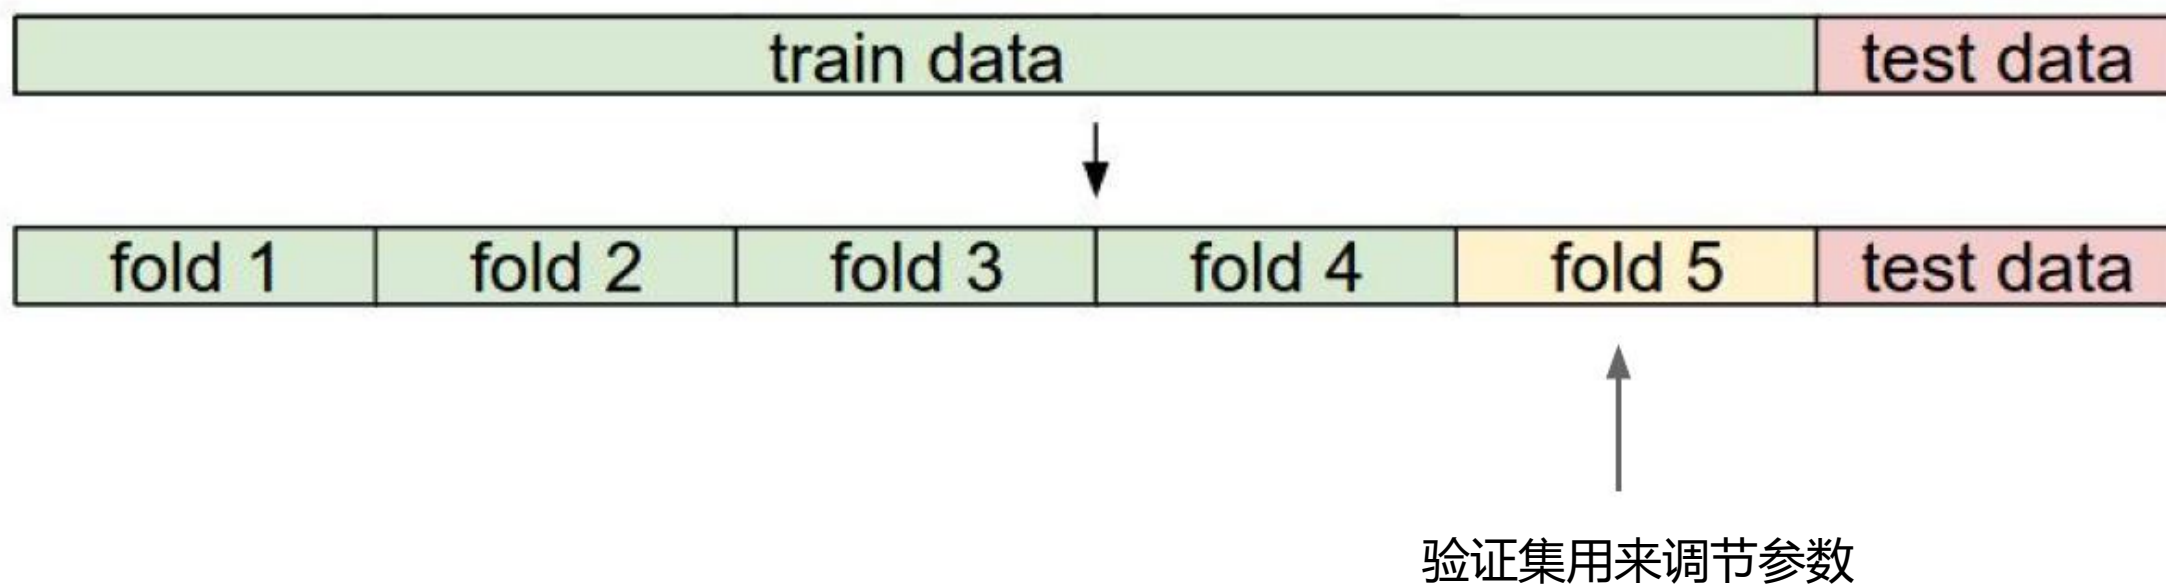 train data test data
fold 1 fold 2 fold 3 fold 4 fold 5 test data
验证集用来调节参数